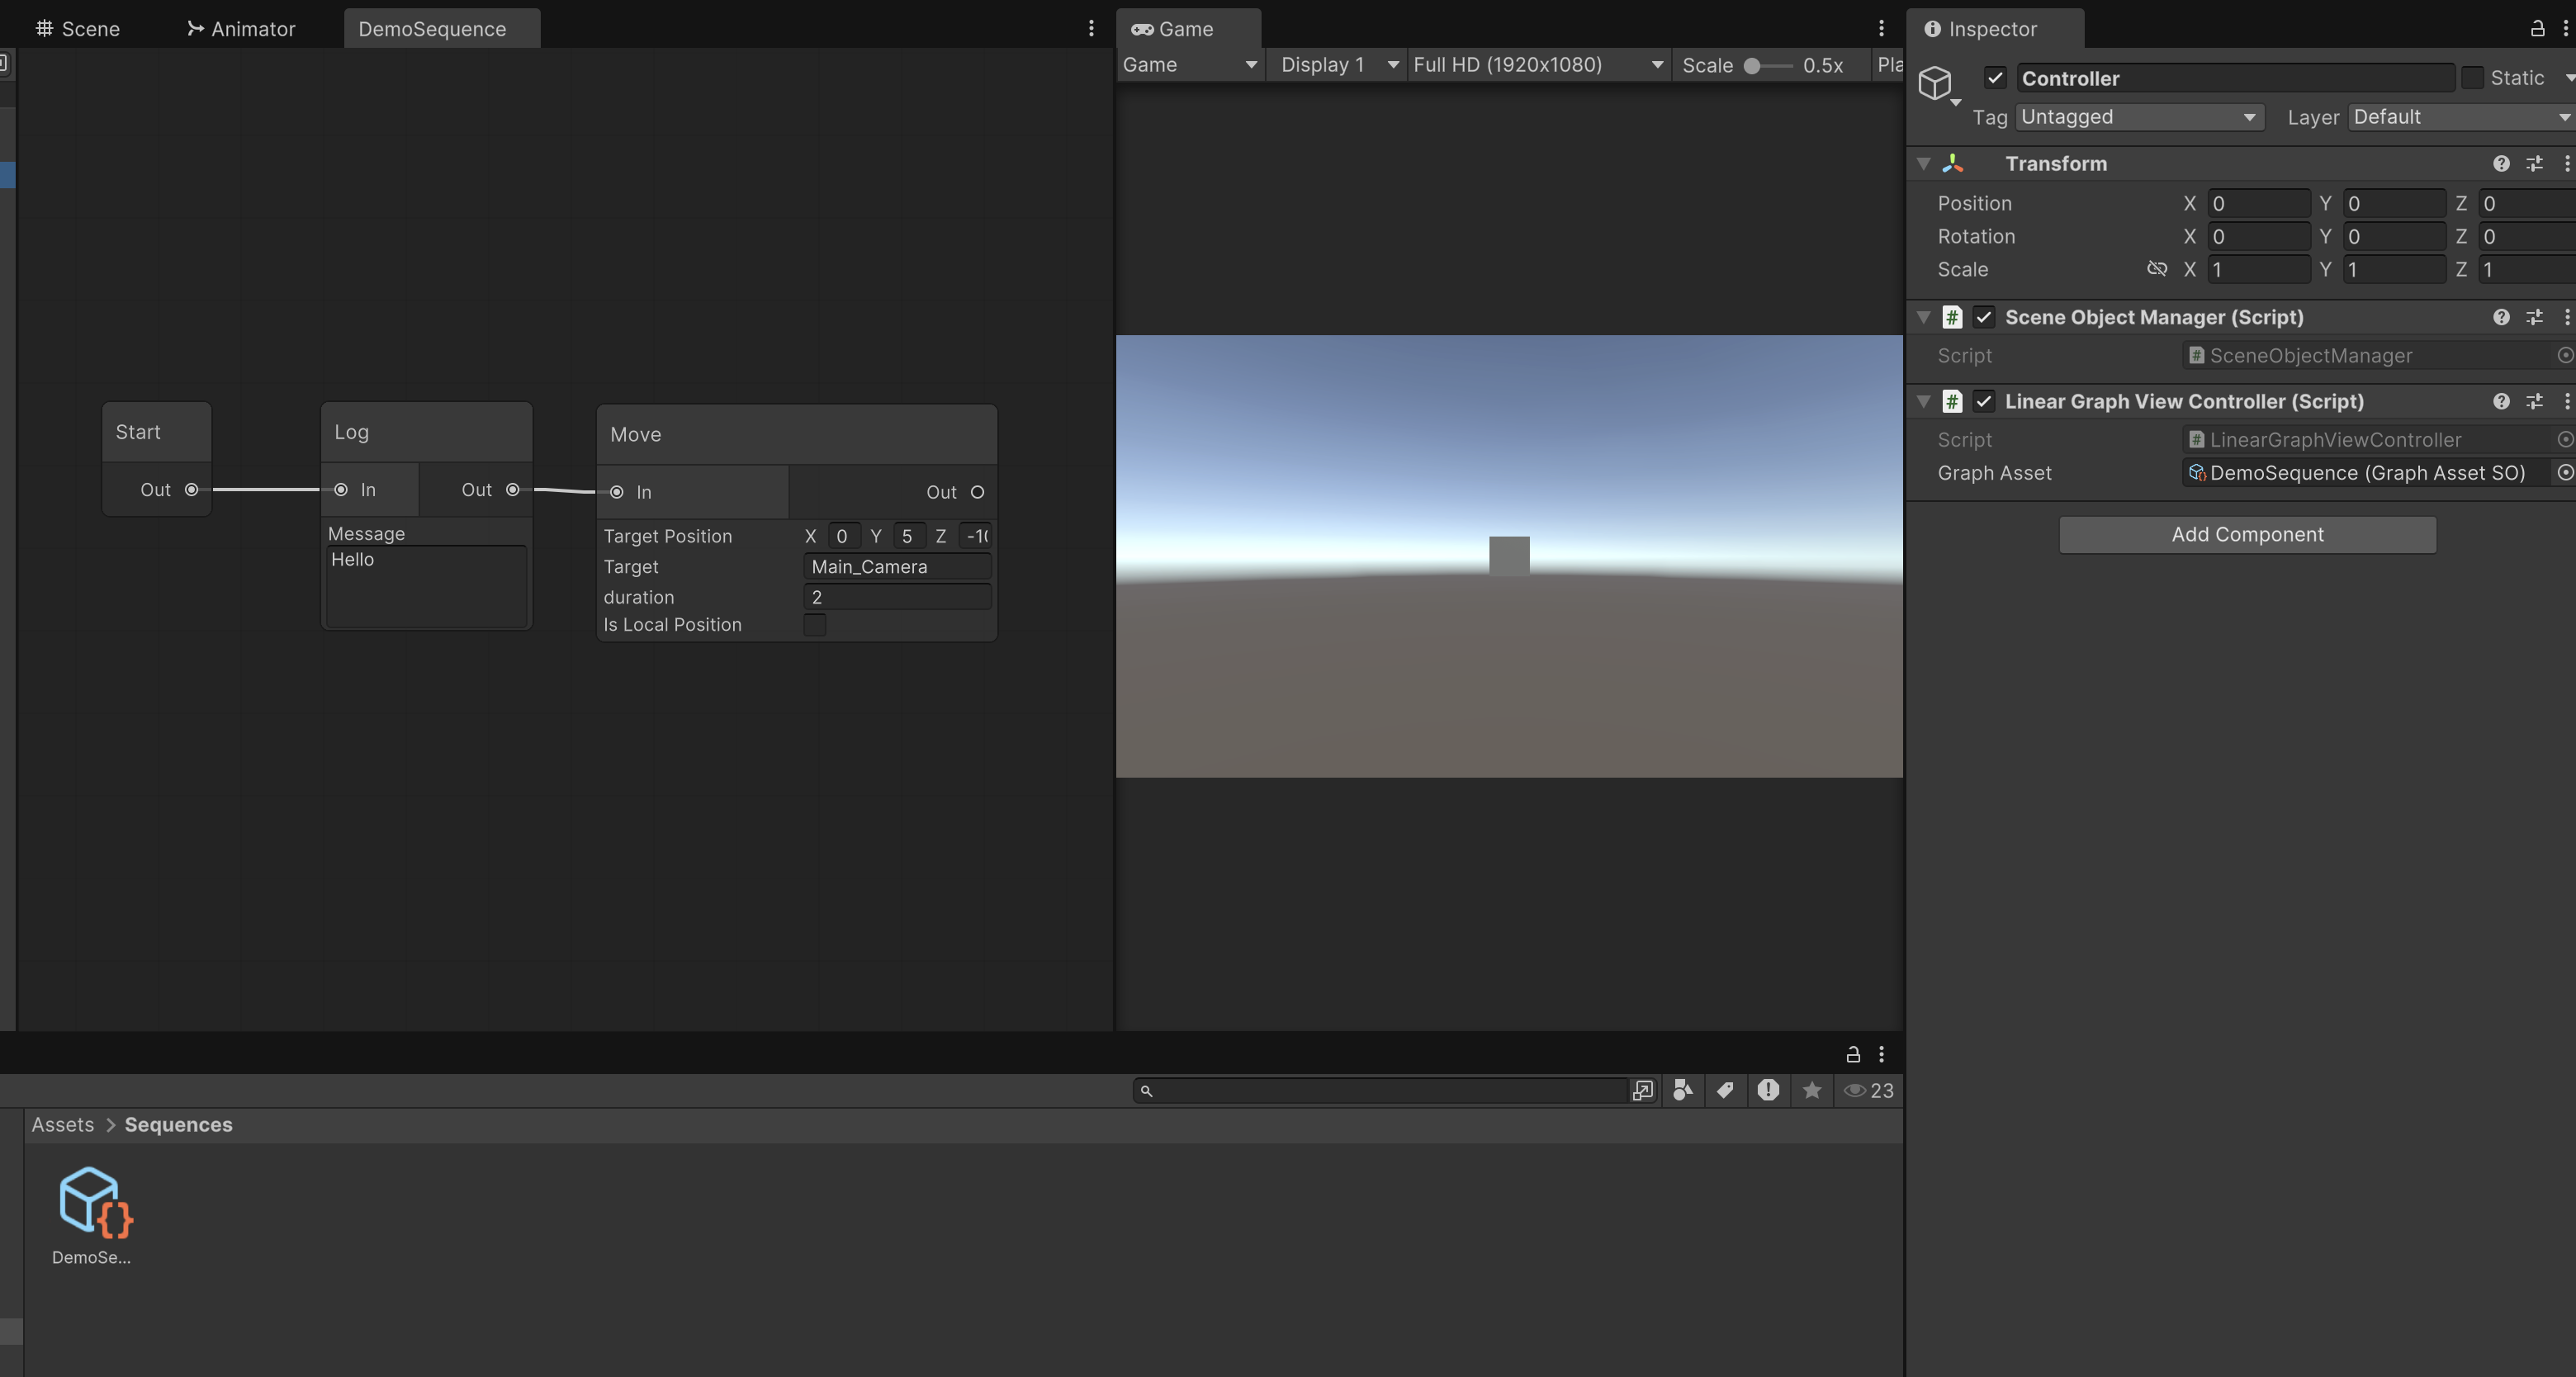 Scene Animator DemoSequence
Start
Out
Log
In Out
Message
Hello
Move
In Out
Target Position X 0 Y 5 Z
Target Main_Camera
duration 2
Is Local Position
Game
Game Display 1 Full HD (1920x1080) Scale 0.5x
Inspector
Controller Static
Tag Untagged Layer Default
Transform
Position X 0 Y 0 Z 0
Rotation X 0 Y 0 Z 0
Scale X 1 Y 1 Z 1
# Scene Object Manager (Script)
Script # SceneObjectManager
# Linear Graph View Controller (Script)
Script # LinearGraphViewController
Graph Asset DemoSequence (Graph Asset SO)
Add Component
23
Assets > Sequences
DemoSe...